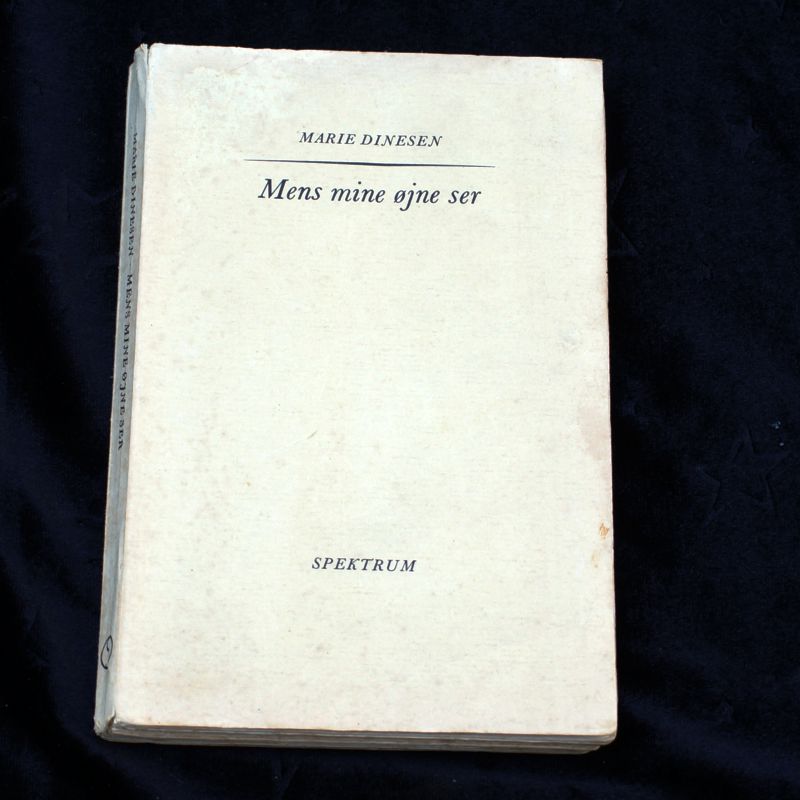 MARIE DINESEN
Mens mine øjne ser
SPEKTRUM
MARIE DINESEN — MENS MINE ØJNE SER